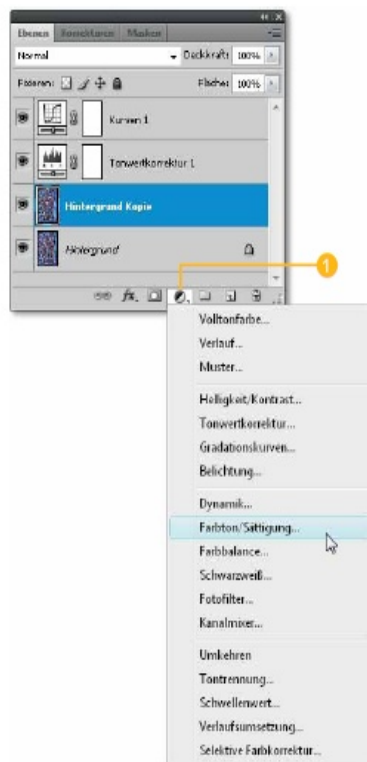 Ebenen Korrekturen Masken
Normal Deckkraft: 100%
Fixieren: Fläche: 100%
Kurven 1
Tonwertkorrektur 1
Hintergrund Kopie
Hintergrund
fx.
1
Volltonfarbe...
Verlauf...
Muster...
Helligkeit/Kontrast...
Tonwertkorrektur...
Gradationskurven...
Belichtung...
Dynamik...
Farbton/Sättigung...
Farbbalance...
Schwarzweiß...
Fotofilter...
Kanalmixer...
Umkehren
Tontrennung...
Schwellenwert...
Verlaufsumsetzung...
Selektive Farbkorrektur...